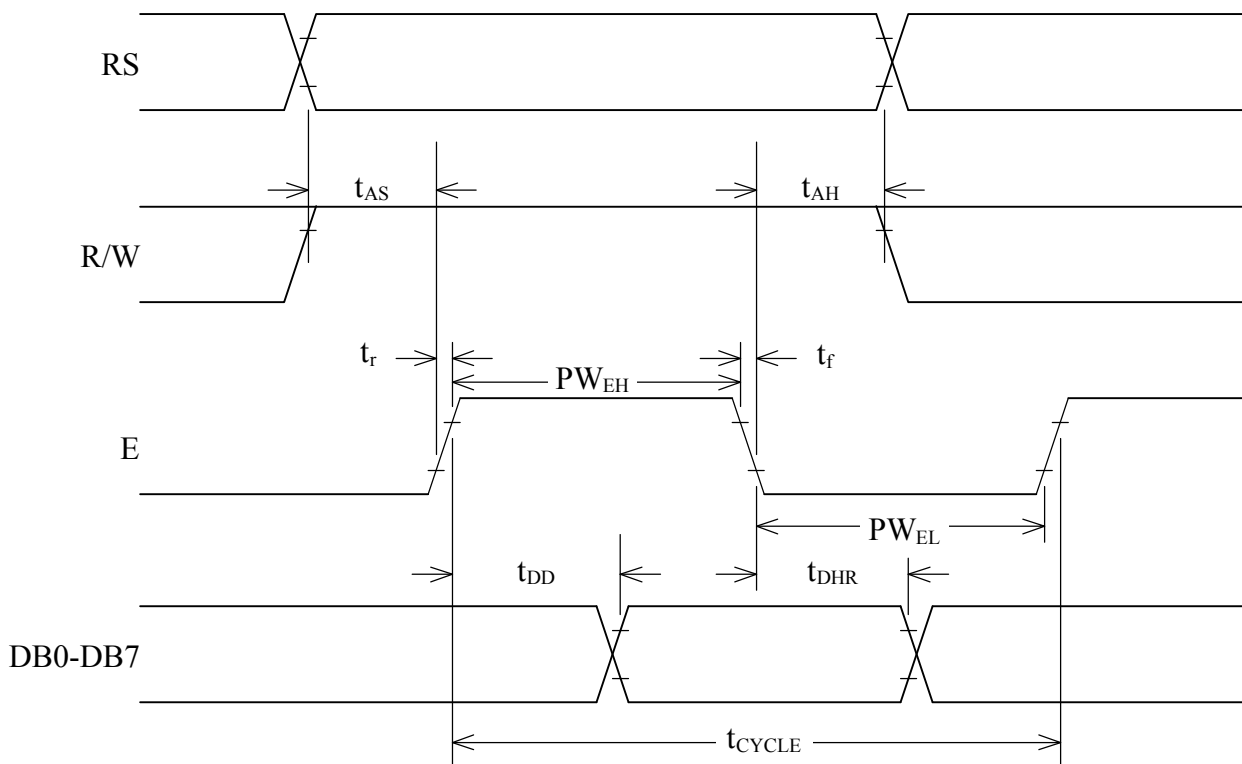 RS
tAS
tAH
R/W
tr
PWEH
tf
E
PWEL
tDD
tDHR
DB0-DB7
tCYCLE